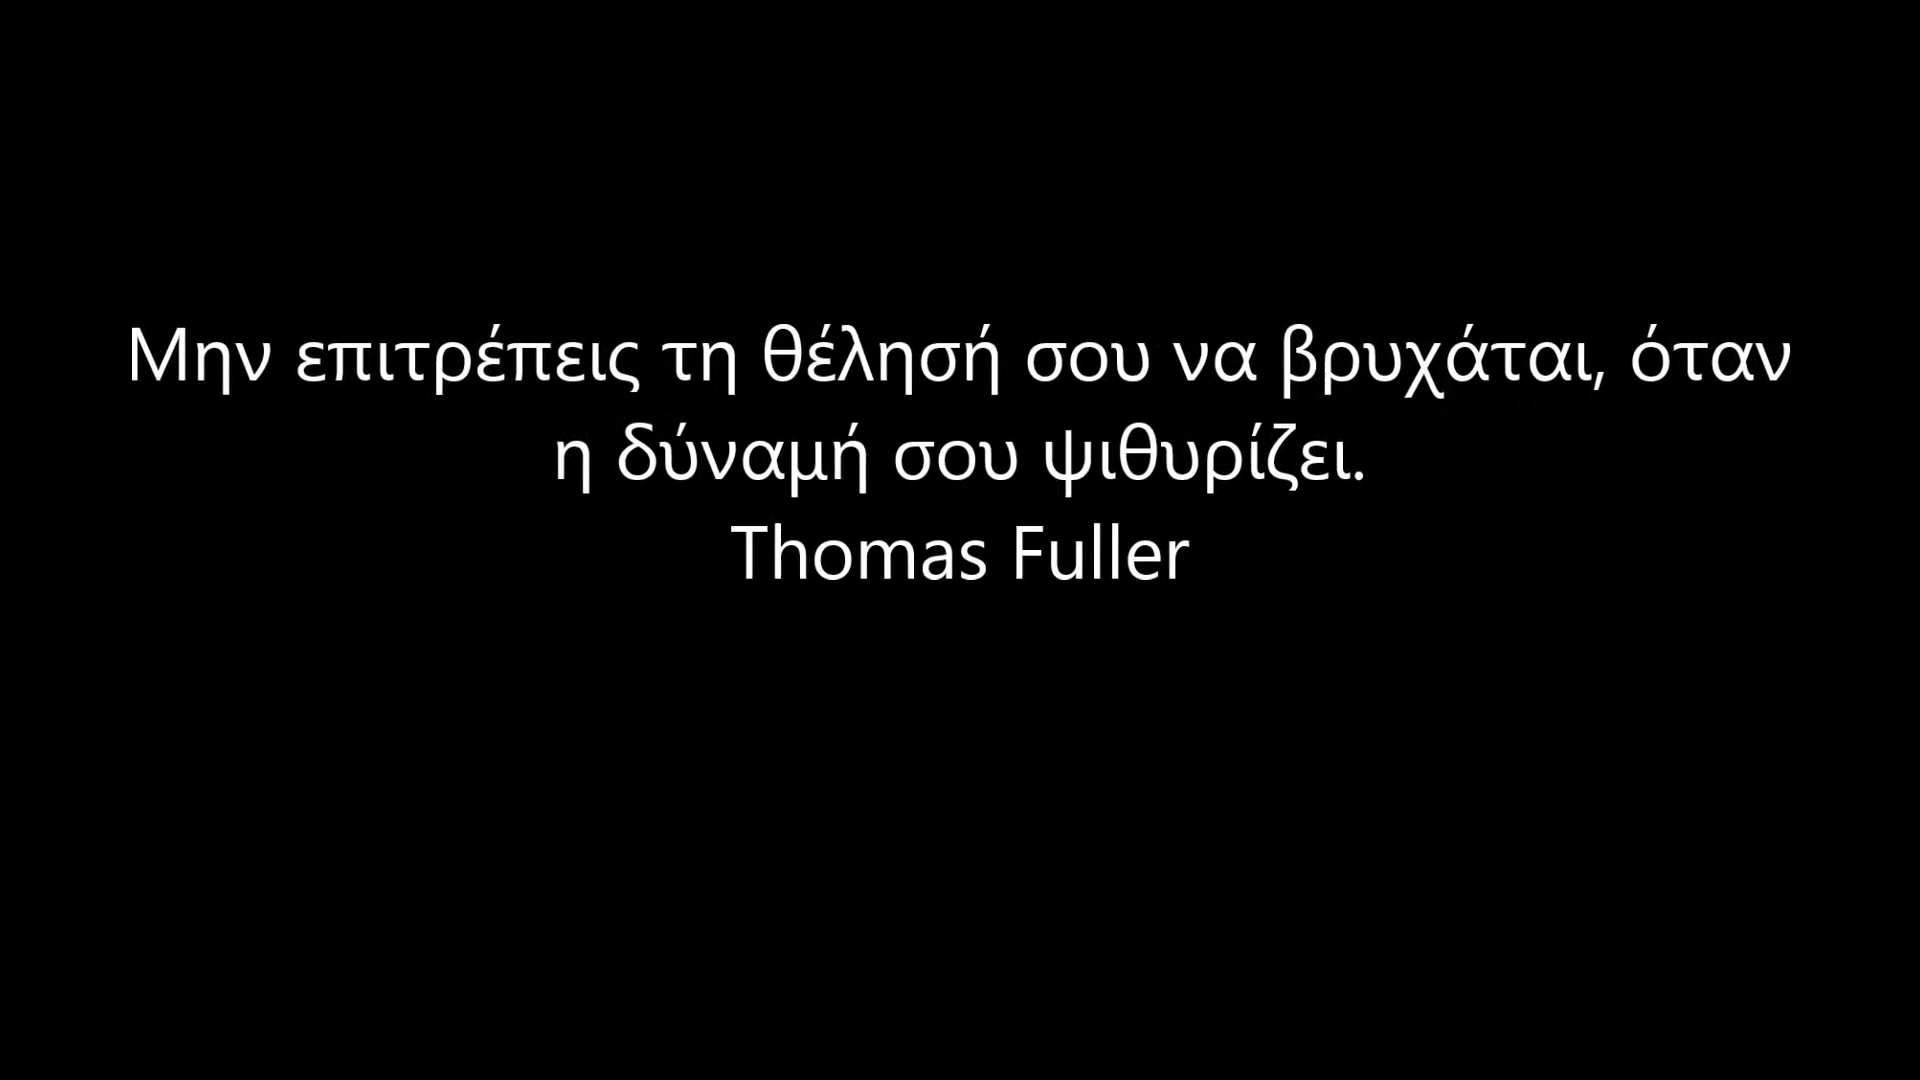 Μην επιτρέπεις τη θέλησή σου να βρυχάται, όταν
η δύναμή σου ψιθυρίζει.
Thomas Fuller